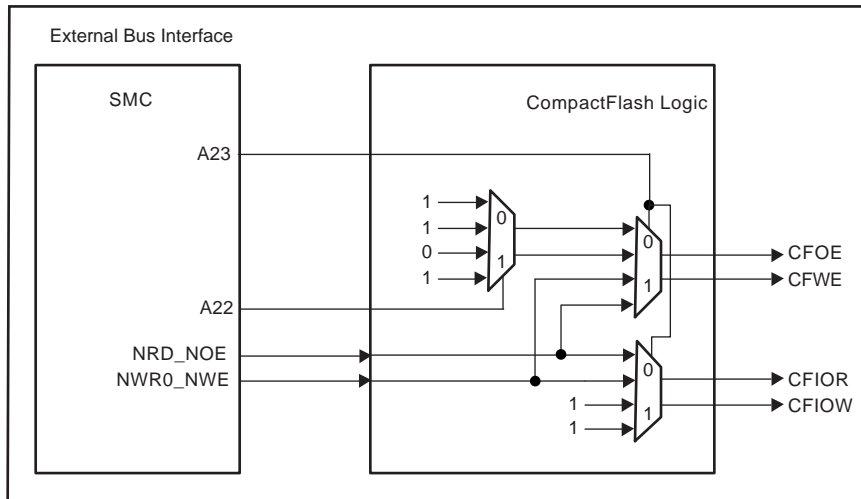 External Bus Interface
SMC
CompactFlash Logic
A23
1
1
0
1
0
1
0
1
CFOE
CFWE
A22
NRD_NOE
NWR0_NWE
1
1
0
1
CFIOR
CFIOW